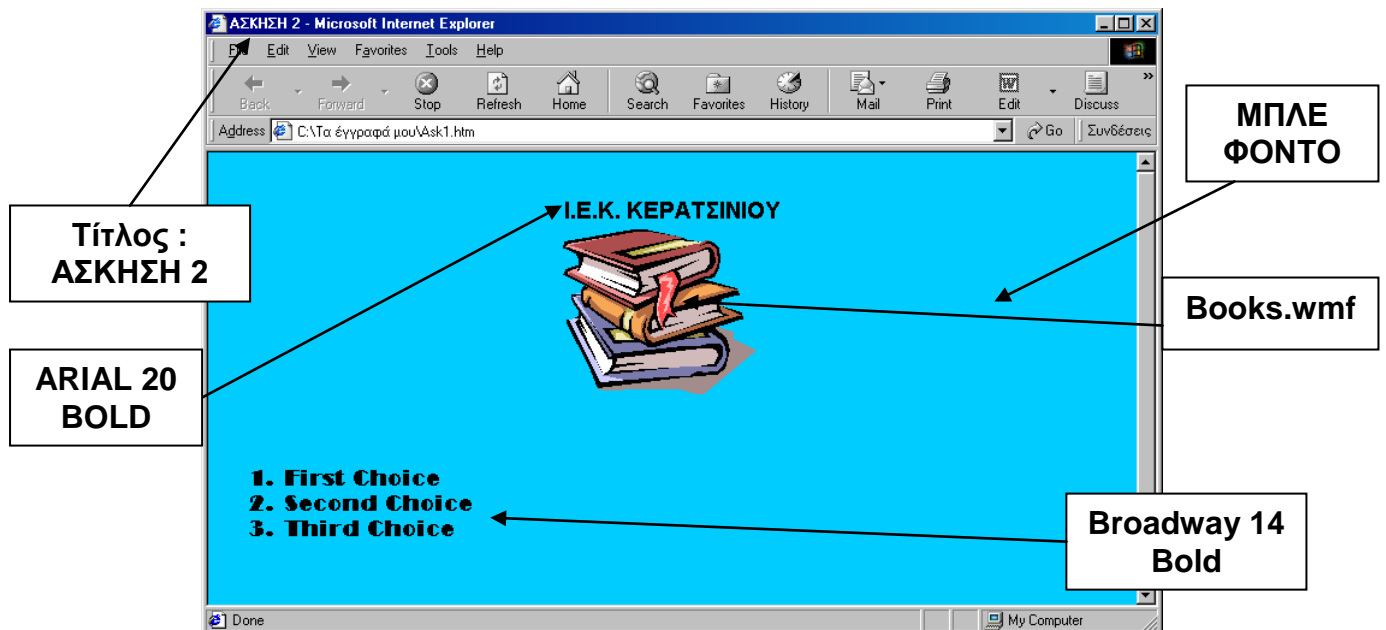 ΑΣΚΗΣΗ 2 - Microsoft Internet Explorer
Edit View Favorites Tools Help
Back Forward Stop Refresh Home Search Favorites History Mail Print Edit Discuss »
Address C:\Τα έγγραφά μου\Ask1.htm Go Συνδέσεις
ΜΠΛΕ
ΦΟΝΤΟ
Τίτλος :
ΑΣΚΗΣΗ 2
Ι.Ε.Κ. ΚΕΡΑΤΣΙΝΙΟΥ
Books.wmf
ARIAL 20
BOLD
1. First Choice
2. Second Choice
3. Third Choice
Broadway 14
Bold
Done My Computer